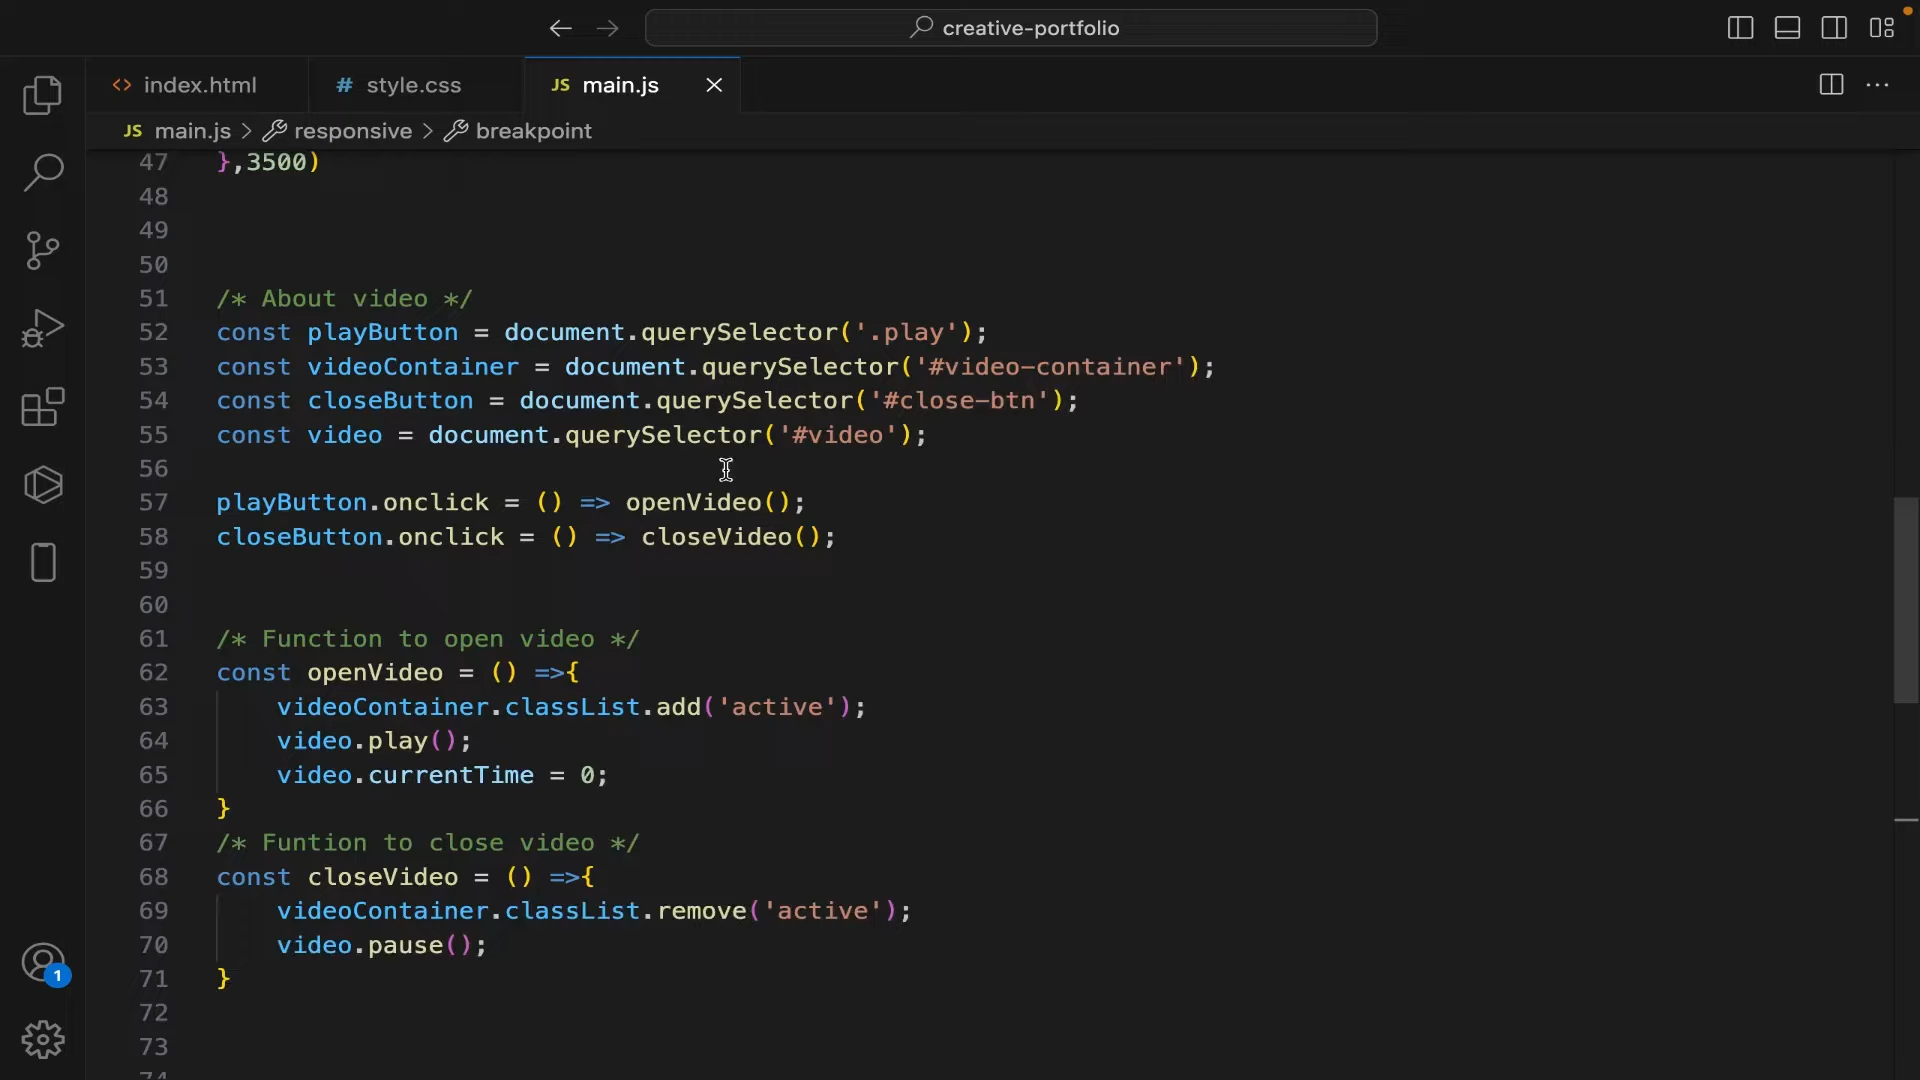 creative-portfolio
<> index.html
# style.css
JS main.js
JS main.js > responsive > breakpoint
47 },3500)
48
49
50
51 /* About video */
52 const playButton = document.querySelector('.play');
53 const videoContainer = document.querySelector('#video-container');
54 const closeButton = document.querySelector('#close-btn');
55 const video = document.querySelector('#video');
56
57 playButton.onclick = () => openVideo();
58 closeButton.onclick = () => closeVideo();
59
60
61 /* Function to open video */
62 const openVideo = () =>{
63 videoContainer.classList.add('active');
64 video.play();
65 video.currentTime = 0;
66 }
67 /* Funtion to close video */
68 const closeVideo = () =>{
69 videoContainer.classList.remove('active');
70 video.pause();
71 }
72
73
74
1